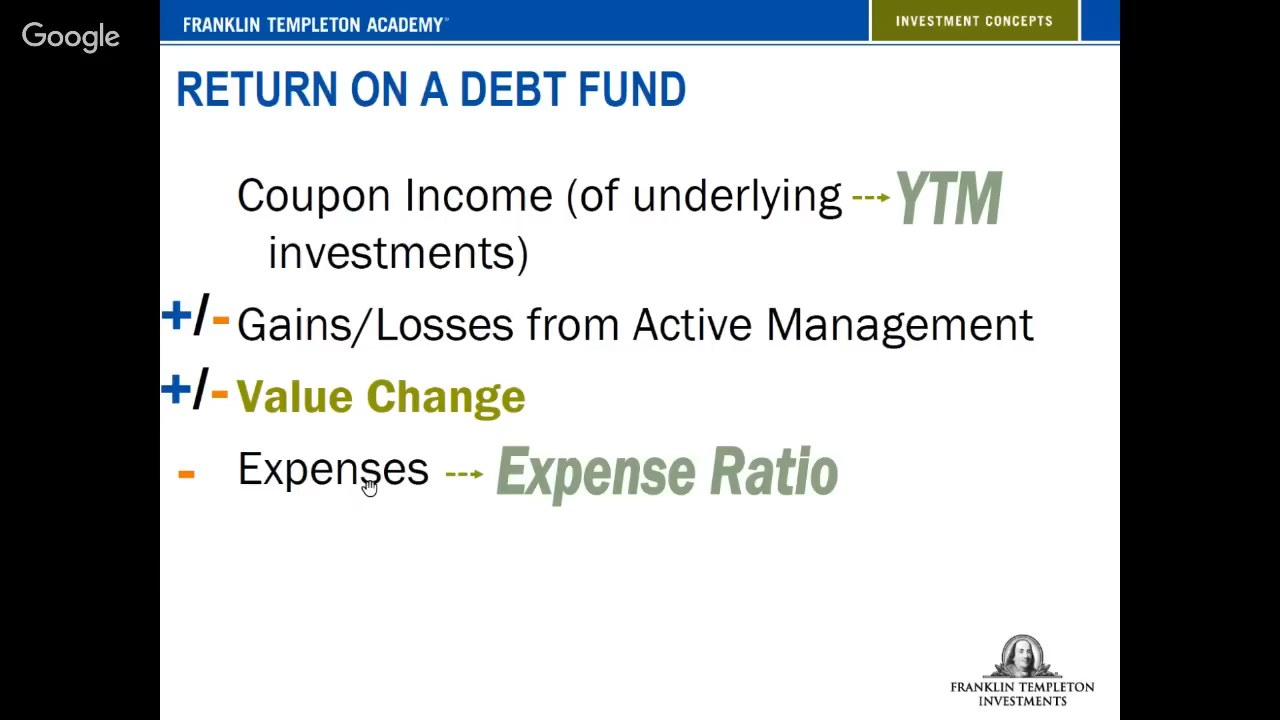 Google
FRANKLIN TEMPLETON ACADEMY
INVESTMENT CONCEPTS
RETURN ON A DEBT FUND
Coupon Income (of underlying ---> YTM
investments)
+/- Gains/Losses from Active Management
+/- Value Change
- Expenses ---> Expense Ratio
FRANKLIN TEMPLETON
INVESTMENTS